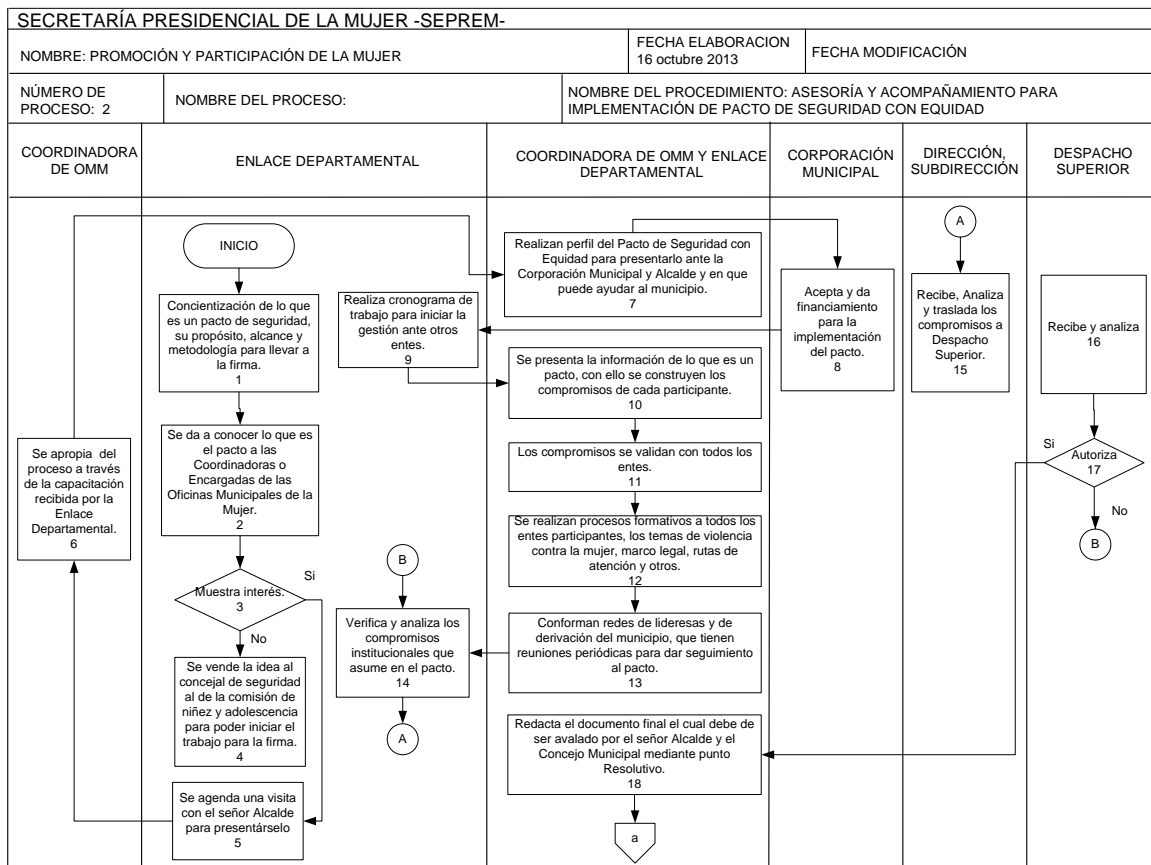 SECRETARÍA PRESIDENCIAL DE LA MUJER -SEPREM-
NOMBRE: PROMOCIÓN Y PARTICIPACIÓN DE LA MUJER
FECHA ELABORACION
16 octubre 2013
FECHA MODIFICACIÓN
NÚMERO DE
PROCESO: 2
NOMBRE DEL PROCESO:
NOMBRE DEL PROCEDIMIENTO: ASESORÍA Y ACOMPAÑAMIENTO PARA
IMPLEMENTACIÓN DE PACTO DE SEGURIDAD CON EQUIDAD
COORDINADORA
DE OMM
ENLACE DEPARTAMENTAL
COORDINADORA DE OMM Y ENLACE
DEPARTAMENTAL
CORPORACIÓN
MUNICIPAL
DIRECCIÓN,
SUBDIRECCIÓN
DESPACHO
SUPERIOR
INICIO
Concientización de lo que
es un pacto de seguridad,
su propósito, alcance y
metodología para llevar a
la firma.
1
Se da a conocer lo que es
el pacto a las
Coordinadoras o
Encargadas de las
Oficinas Municipales de la
Mujer.
2
Muestra interés.
3
Si
No
Se vende la idea al
concejal de seguridad
al de la comisión de
niñez y adolescencia
para poder iniciar el
trabajo para la firma.
4
Se agenda una visita
con el señor Alcalde
para presentárselo
5
Se apropia del
proceso a través
de la capacitación
recibida por la
Enlace
Departamental.
6
Realizan perfil del Pacto de Seguridad con
Equidad para presentarlo ante la
Corporación Municipal y Alcalde y en que
puede ayudar al municipio.
7
Acepta y da
financiamiento
para la
implementación
del pacto.
8
Realiza cronograma de
trabajo para iniciar la
gestión ante otros
entes.
9
Se presenta la información de lo que es un
pacto, con ello se construyen los
compromisos de cada participante.
10
Los compromisos se validan con todos los
entes.
11
Se realizan procesos formativos a todos los
entes participantes, los temas de violencia
contra la mujer, marco legal, rutas de
atención y otros.
12
Conforman redes de lideresas y de
derivación del municipio, que tienen
reuniones periódicas para dar seguimiento
al pacto.
13
B
Verifica y analiza los
compromisos
institucionales que
asume en el pacto.
14
A
A
Recibe, Analiza
y traslada los
compromisos a
Despacho
Superior.
15
Recibe y analiza
16
Autoriza
17
Si
No
B
Redacta el documento final el cual debe de
ser avalado por el señor Alcalde y el
Concejo Municipal mediante punto
Resolutivo.
18
a